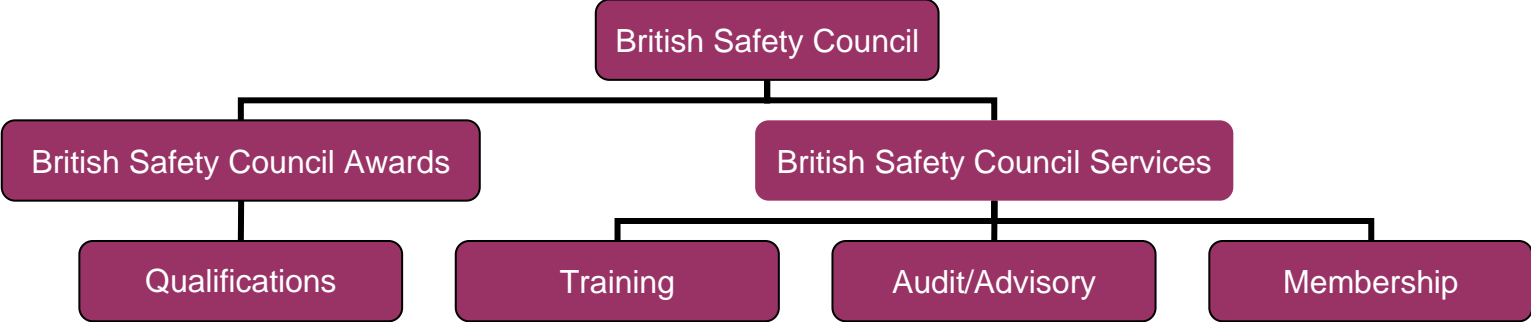 British Safety Council
British Safety Council Awards
British Safety Council Services
Qualifications
Training
Audit/Advisory
Membership